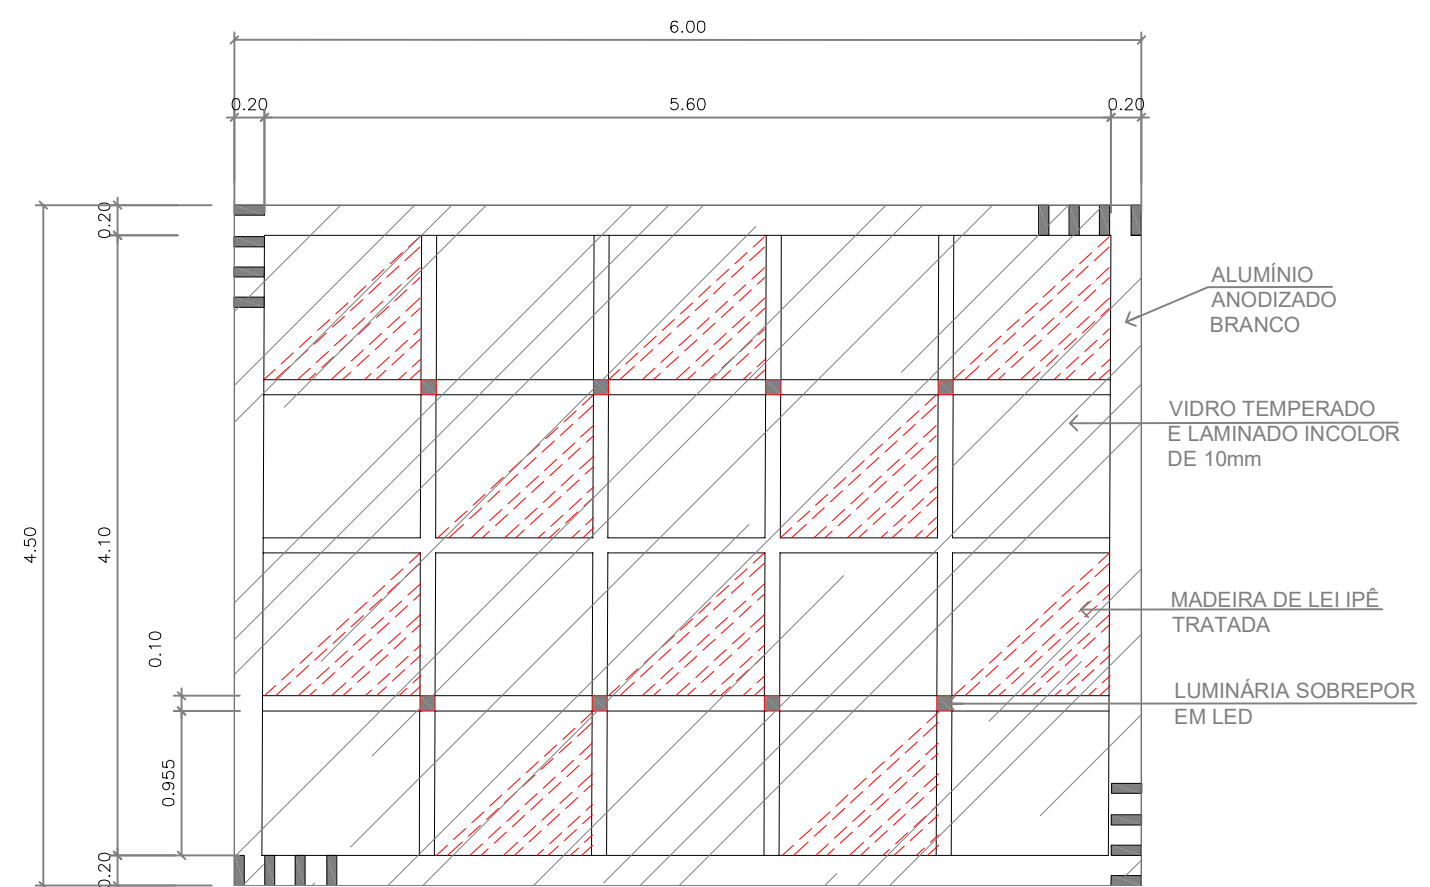 6.00
0.20
5.60
0.20
0.20
ALUMÍNIO
ANODIZADO
BRANCO
VIDRO TEMPERADO
E LAMINADO INCOLOR
DE 10mm
4.50
4.10
MADEIRA DE LEI IPÊ
TRATADA
0.10
LUMINÁRIA SOBREPOR
EM LED
0.955
0.20